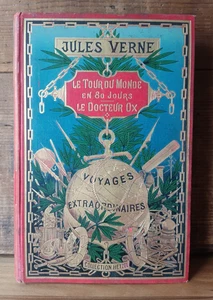 JULES VERNE
LE TOUR DU MONDE
EN 80 JOURS
LE DOCTEUR OX
VOYAGES
EXTRAORDINAIRES
COLLECTION HETZEL